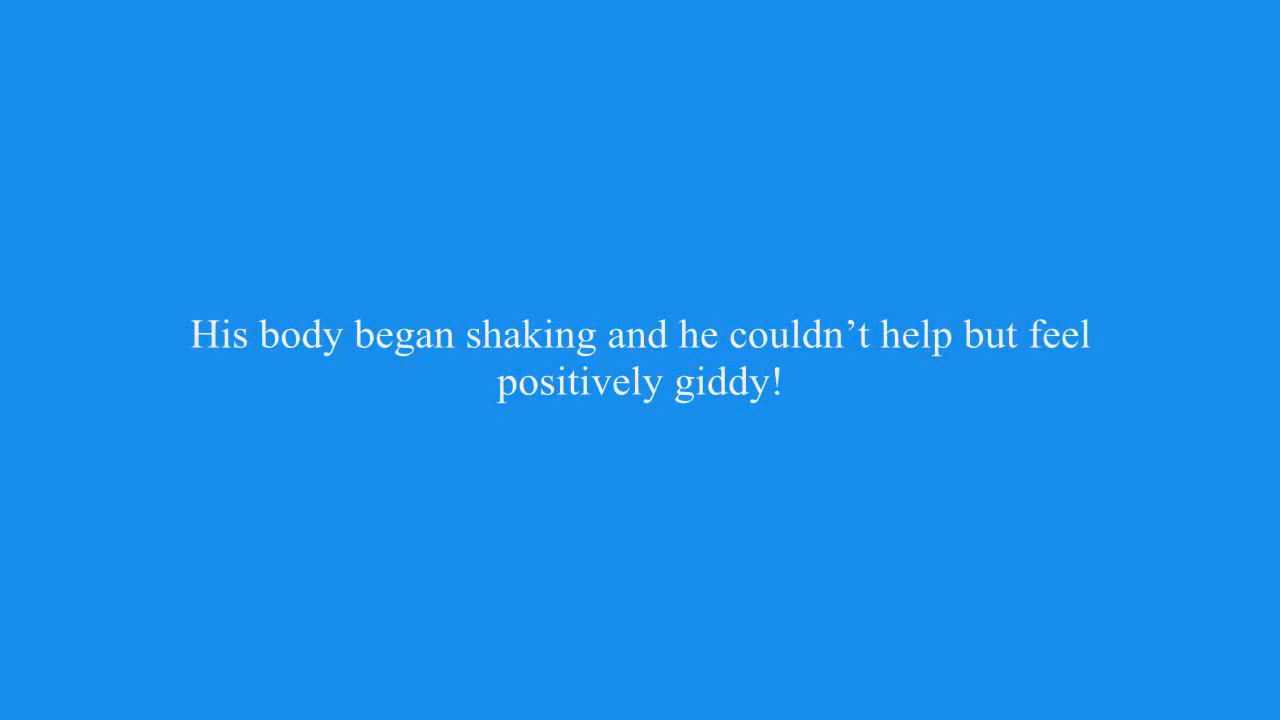 His body began shaking and he couldn’t help but feel
positively giddy!